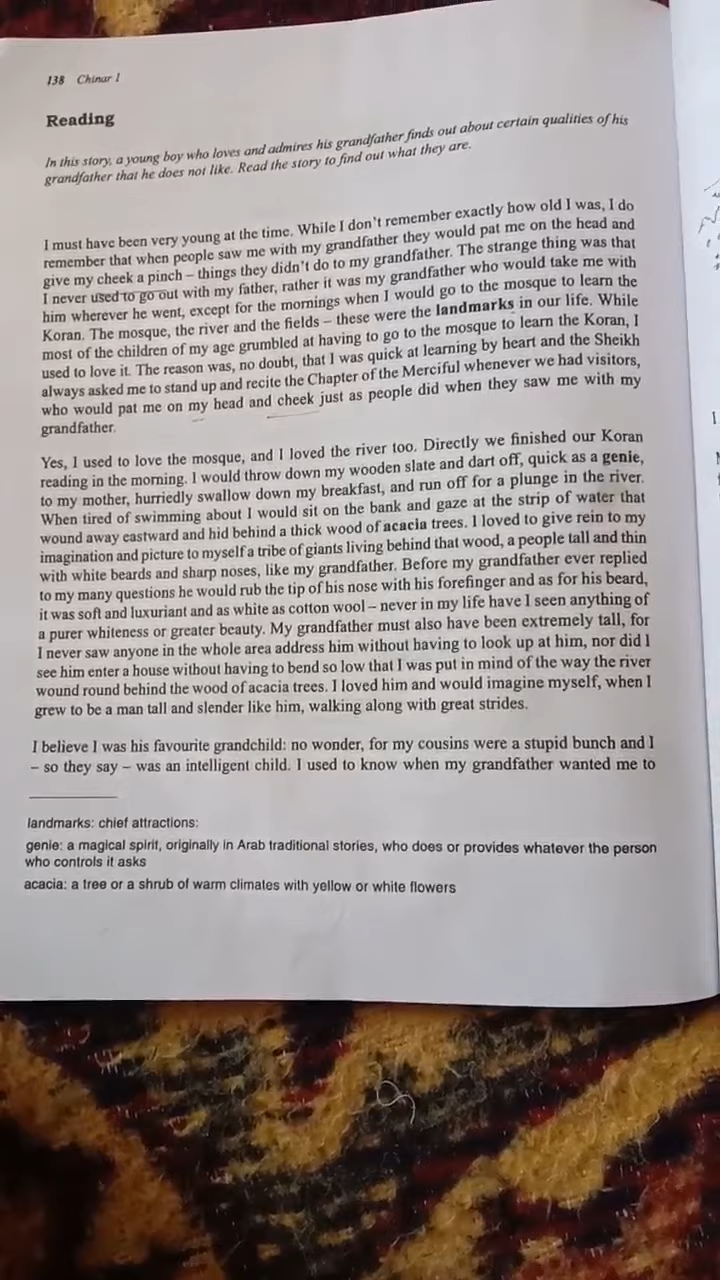 138 Chinar I
Reading
In this story, a young boy who loves and admires his grandfather finds out about certain qualities of his
grandfather that he does not like. Read the story to find out what they are.
I must have been very young at the time. While I don't remember exactly how old I was, I do
remember that when people saw me with my grandfather they would pat me on the head and
give my cheek a pinch – things they didn't do to my grandfather. The strange thing was that
I never used to go out with my father, rather it was my grandfather who would take me with
him wherever he went, except for the mornings when I would go to the mosque to learn the
Koran. The mosque, the river and the fields – these were the landmarks in our life. While
most of the children of my age grumbled at having to go to the mosque to learn the Koran, I
used to love it. The reason was, no doubt, that I was quick at learning by heart and the Sheikh
always asked me to stand up and recite the Chapter of the Merciful whenever we had visitors,
who would pat me on my head and cheek just as people did when they saw me with my
grandfather.
Yes, I used to love the mosque, and I loved the river too. Directly we finished our Koran
reading in the morning. I would throw down my wooden slate and dart off, quick as a genie,
to my mother, hurriedly swallow down my breakfast, and run off for a plunge in the river.
When tired of swimming about I would sit on the bank and gaze at the strip of water that
wound away eastward and hid behind a thick wood of acacia trees. I loved to give rein to my
imagination and picture to myself a tribe of giants living behind that wood, a people tall and thin
with white beards and sharp noses, like my grandfather. Before my grandfather ever replied
to my many questions he would rub the tip of his nose with his forefinger and as for his beard,
it was soft and luxuriant and as white as cotton wool – never in my life have I seen anything of
a purer whiteness or greater beauty. My grandfather must also have been extremely tall, for
I never saw anyone in the whole area address him without having to look up at him, nor did I
see him enter a house without having to bend so low that I was put in mind of the way the river
wound round behind the wood of acacia trees. I loved him and would imagine myself, when I
grew to be a man tall and slender like him, walking along with great strides.
I believe I was his favourite grandchild: no wonder, for my cousins were a stupid bunch and I
– so they say – was an intelligent child. I used to know when my grandfather wanted me to
landmarks: chief attractions:
genie: a magical spirit, originally in Arab traditional stories, who does or provides whatever the person
who controls it asks
acacia: a tree or a shrub of warm climates with yellow or white flowers